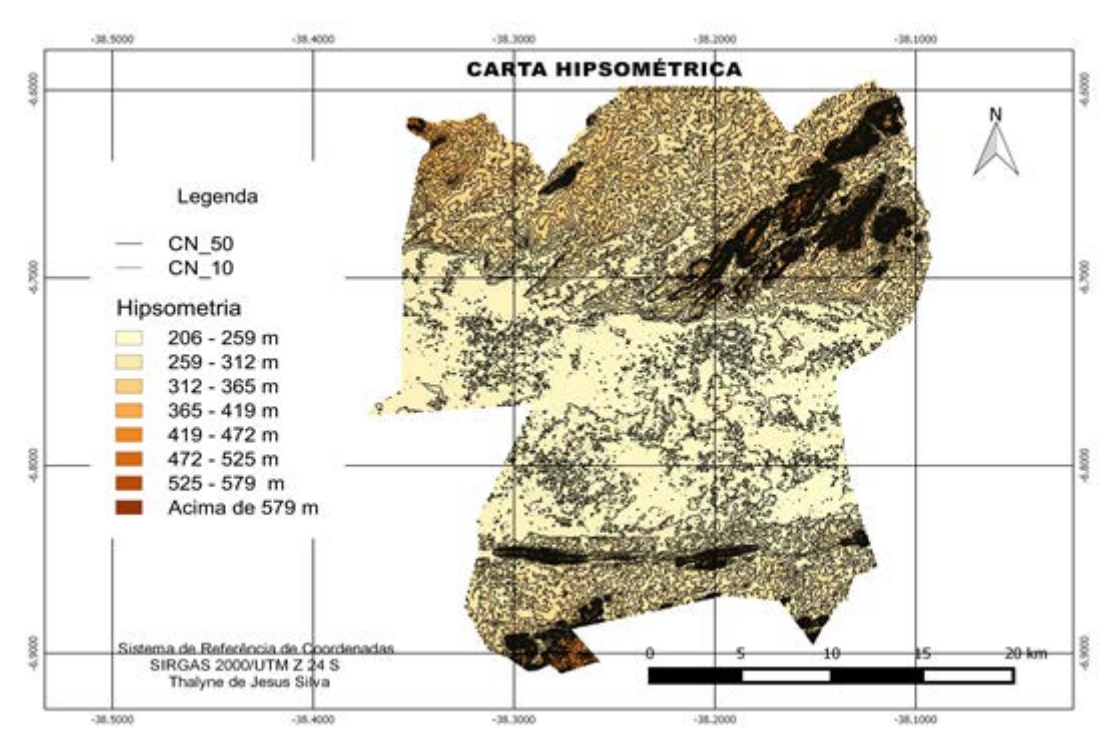 -38.5000 -38.4000 -38.3000 -38.2000 -38.1000
CARTA HIPSOMÉTRICA
-6.6000 -6.6000
N
Legenda
CN_50
CN_10
-6.7000 -6.7000
Hipsometria
206 - 259 m
259 - 312 m
312 - 365 m
365 - 419 m
419 - 472 m
472 - 525 m
525 - 579 m
Acima de 579 m
-6.8000 -6.8000
Sistema de Referência de Coordenadas
SIRGAS 2000/UTM Z 24 S
Thalyne de Jesus Silva
-6.9000 -6.9000
0 5 10 15 20 km
-38.5000 -38.4000 -38.3000 -38.2000 -38.1000